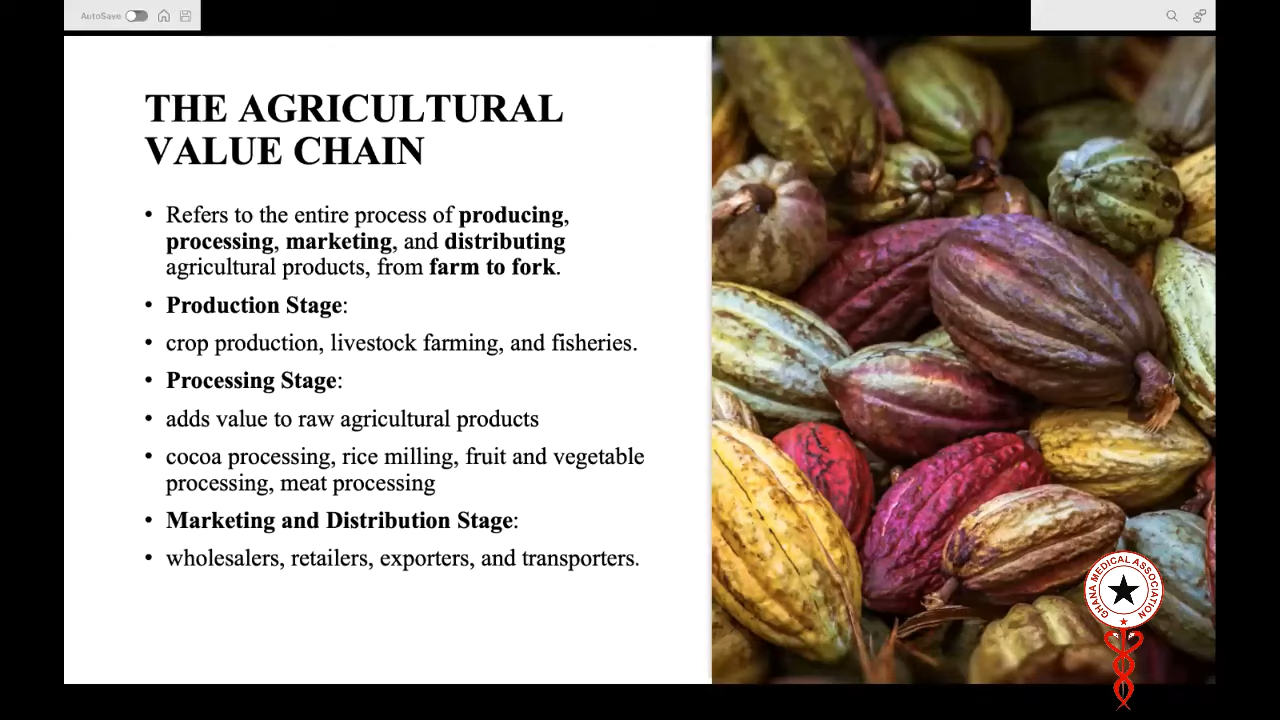 AutoSave
THE AGRICULTURAL
VALUE CHAIN
• Refers to the entire process of producing,
processing, marketing, and distributing
agricultural products, from farm to fork.
• Production Stage:
• crop production, livestock farming, and fisheries.
• Processing Stage:
• adds value to raw agricultural products
• cocoa processing, rice milling, fruit and vegetable
processing, meat processing
• Marketing and Distribution Stage:
• wholesalers, retailers, exporters, and transporters.
GHANA MEDICAL ASSOCIATION